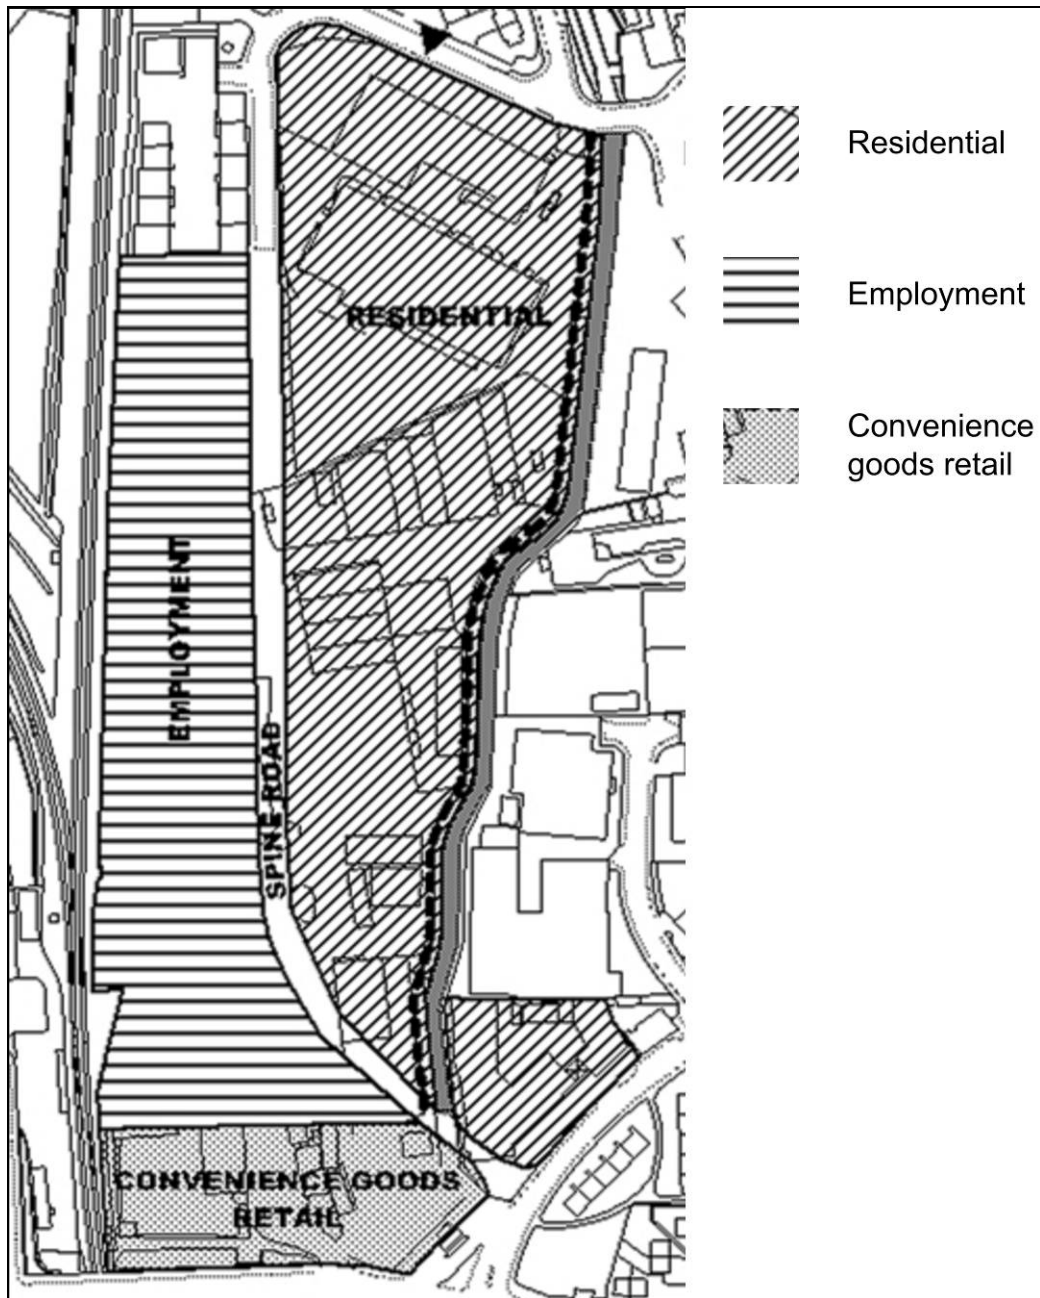 RESIDENTIAL
EMPLOYMENT
SPINE ROAD
CONVENIENCE GOODS
RETAIL
Residential
Employment
Convenience
goods retail